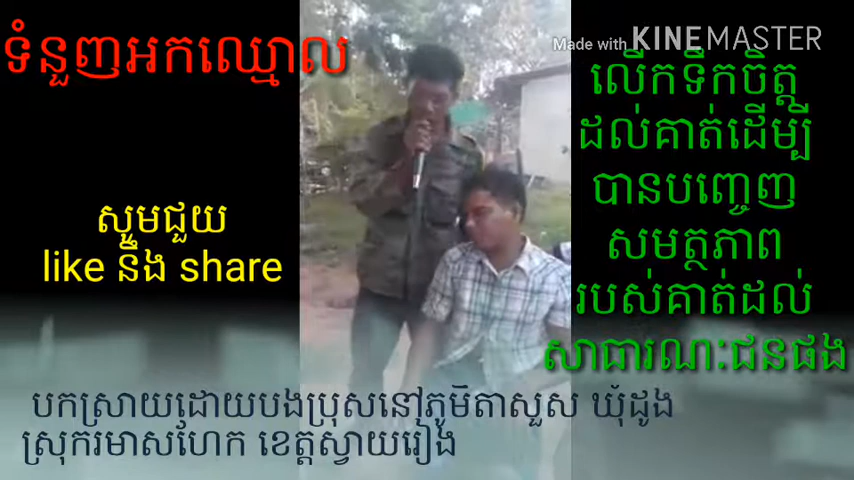 ទំនួញអកឈ្មោល
Made with KINEMASTER
លើកទឹកចិត្ត
ដល់គាត់ដើម្បី
បានបញ្ចេញ
សមត្ថភាព
របស់គាត់ដល់
សាធារណៈជនផង
សូមជួយ
like នឹង share
បកស្រាយដោយបងប្រុសនៅភូមិតាសួស ឃុំដូង
ស្រុករមាសហែក ខេត្តស្វាយរៀង